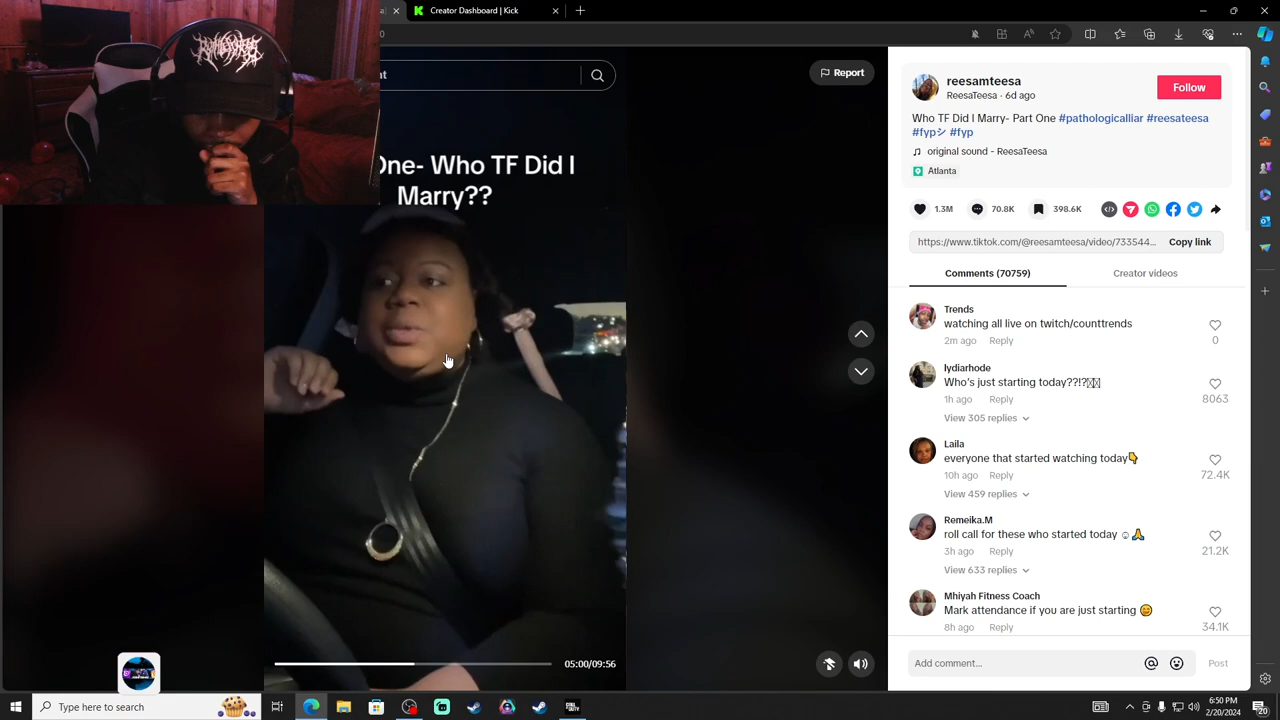 Creator Dashboard | Kick
nt
Report
One- Who TF Did I
Marry??
05:00/09:56
reesamteesa
ReesaTeesa · 6d ago
Follow
Who TF Did I Marry- Part One #pathologicalliar #reesateesa
#fypシ #fyp
original sound - ReesaTeesa
Atlanta
1.3M
70.8K
398.6K
https://www.tiktok.com/@reesamteesa/video/733544...
Copy link
Comments (70759)
Creator videos
Trends
watching all live on twitch/counttrends
2m ago
Reply
0
lydiarhode
Who's just starting today??!?
1h ago
Reply
8063
View 305 replies
Laila
everyone that started watching today👇
10h ago
Reply
72.4K
View 459 replies
Remeika.M
roll call for these who started today ☺🙏
3h ago
Reply
21.2K
View 633 replies
Mhiyah Fitness Coach
Mark attendance if you are just starting 😊
8h ago
Reply
34.1K
Add comment...
Post
Type here to search
6:50 PM
2/20/2024